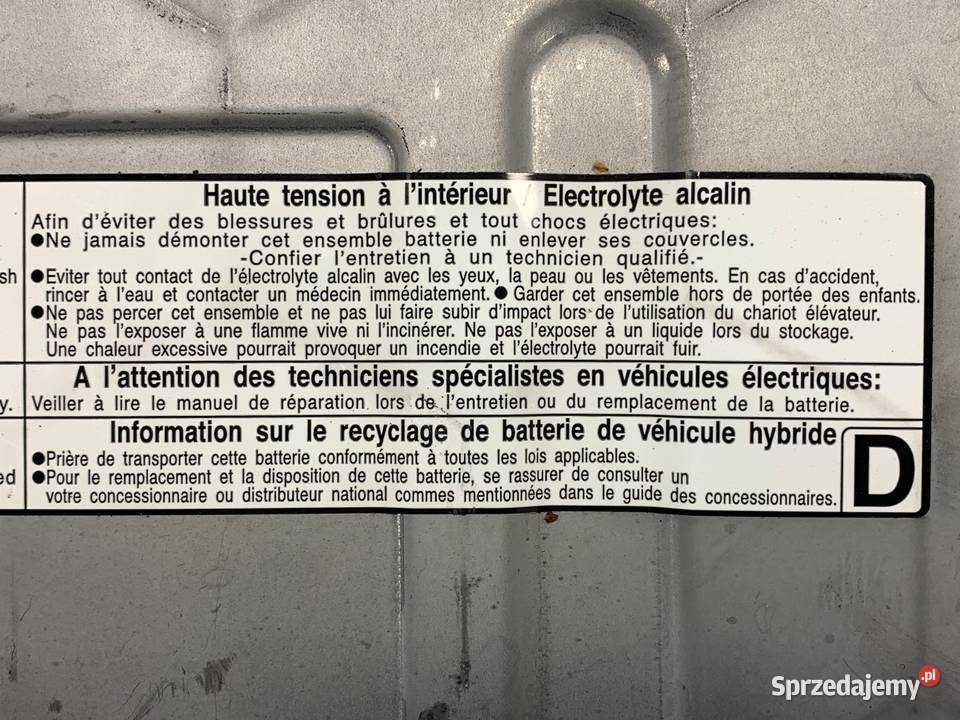 Haute tension à l'intérieur / Electrolyte alcalin
Afin d'éviter des blessures et brûlures et tout chocs électriques:
●Ne jamais démonter cet ensemble batterie ni enlever ses couvercles.
-Confier l'entretien à un technicien qualifié.-
sh
●Eviter tout contact de l'électrolyte alcalin avec les yeux, la peau ou les vêtements. En cas d'accident,
rincer à l'eau et contacter un médecin immédiatement. ● Garder cet ensemble hors de portée des enfants.
●Ne pas percer cet ensemble et ne pas lui faire subir d'impact lors de l'utilisation du chariot élévateur.
Ne pas l'exposer à une flamme vive ni l'incinérer. Ne pas l'exposer à un liquide lors du stockage.
Une chaleur excessive pourrait provoquer un incendie et l'électrolyte pourrait fuir.
A l'attention des techniciens spécialistes en véhicules électriques:
y.
Veiller à lire le manuel de réparation lors de l'entretien ou du remplacement de la batterie.
Information sur le recyclage de batterie de véhicule hybride
●Prière de transporter cette batterie conformément à toutes les lois applicables.
ed
●Pour le remplacement et la disposition de cette batterie, se rassurer de consulter un
votre concessionnaire ou distributeur national commes mentionnées dans le guide des concessionnaires.
D
Sprzedajemy.pl